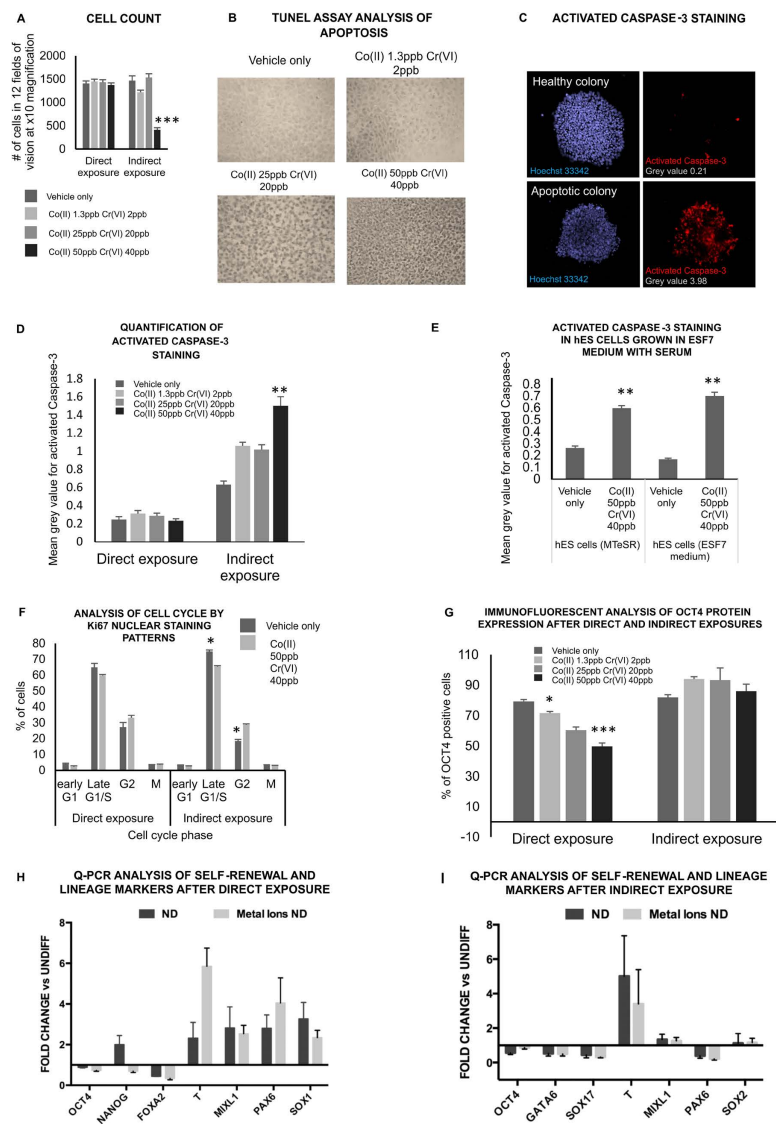 A
CELL COUNT
# of cells in 12 fields of
vision at x10 magnification
2000
1500
1000
500
0
***
Direct
exposure
Indirect
exposure
Vehicle only
Co(II) 1.3ppb Cr(VI) 2ppb
Co(II) 25ppb Cr(VI) 20ppb
Co(II) 50ppb Cr(VI) 40ppb
B
TUNEL ASSAY ANALYSIS OF
APOPTOSIS
Vehicle only
Co(II) 1.3ppb Cr(VI)
2ppb
Co(II) 25ppb Cr(VI)
20ppb
Co(II) 50ppb Cr(VI)
40ppb
C
ACTIVATED CASPASE-3 STAINING
Healthy colony
Hoechst 33342
Activated Caspase-3
Grey value 0.21
Apoptotic colony
Hoechst 33342
Activated Caspase-3
Grey value 3.98
D
QUANTIFICATION OF
ACTIVATED CASPASE-3
STAINING
Mean grey value for activated Caspase-3
1.8
1.6
1.4
1.2
1
0.8
0.6
0.4
0.2
0
Vehicle only
Co(II) 1.3ppb Cr(VI) 2ppb
Co(II) 25ppb Cr(VI) 20ppb
Co(II) 50ppb Cr(VI) 40ppb
**
Direct exposure
Indirect
exposure
E
ACTIVATED CASPASE-3 STAINING
IN hES CELLS GROWN IN ESF7
MEDIUM WITH SERUM
Mean grey value for activated Caspase-3
0.8
0.7
0.6
0.5
0.4
0.3
0.2
0.1
0
**
**
Vehicle
only
Co(II)
50ppb
Cr(VI)
40ppb
Vehicle
only
Co(II)
50ppb
Cr(VI)
40ppb
hES cells (MTeSR)
hES cells (ESF7
medium)
F
ANALYSIS OF CELL CYCLE BY
Ki67 NUCLEAR STAINING
PATTERNS
Vehicle only
Co(II)
50ppb
Cr(VI)
40ppb
% of cells
80
70
60
50
40
30
20
10
0
*
*
early
G1
Late
G1/S
G2
M
early
G1
Late
G1/S
G2
M
Direct exposure
Indirect exposure
Cell cycle phase
G
IMMUNOFLUORESCENT ANALYSIS OF OCT4 PROTEIN
EXPRESSION AFTER DIRECT AND INDIRECT EXPOSURES
Vehicle only
Co(II) 1.3ppb Cr(VI) 2ppb
Co(II) 25ppb Cr(VI) 20ppb
Co(II) 50ppb Cr(VI) 40ppb
% of OCT4 positive cells
110
90
70
50
30
10
-10
*
***
Direct exposure
Indirect exposure
H
Q-PCR ANALYSIS OF SELF-RENEWAL AND
LINEAGE MARKERS AFTER DIRECT EXPOSURE
ND
Metal Ions ND
FOLD CHANGE vs UNDIFF
8
6
4
2
0
OCT4
NANOG
FOXA2
T
MIXL1
PAX6
SOX1
I
Q-PCR ANALYSIS OF SELF-RENEWAL AND LINEAGE
MARKERS AFTER INDIRECT EXPOSURE
ND
Metal Ions ND
FOLD CHANGE vs UNDIFF
8
6
4
2
0
OCT4
GATA6
SOX17
T
MIXL1
PAX6
SOX2